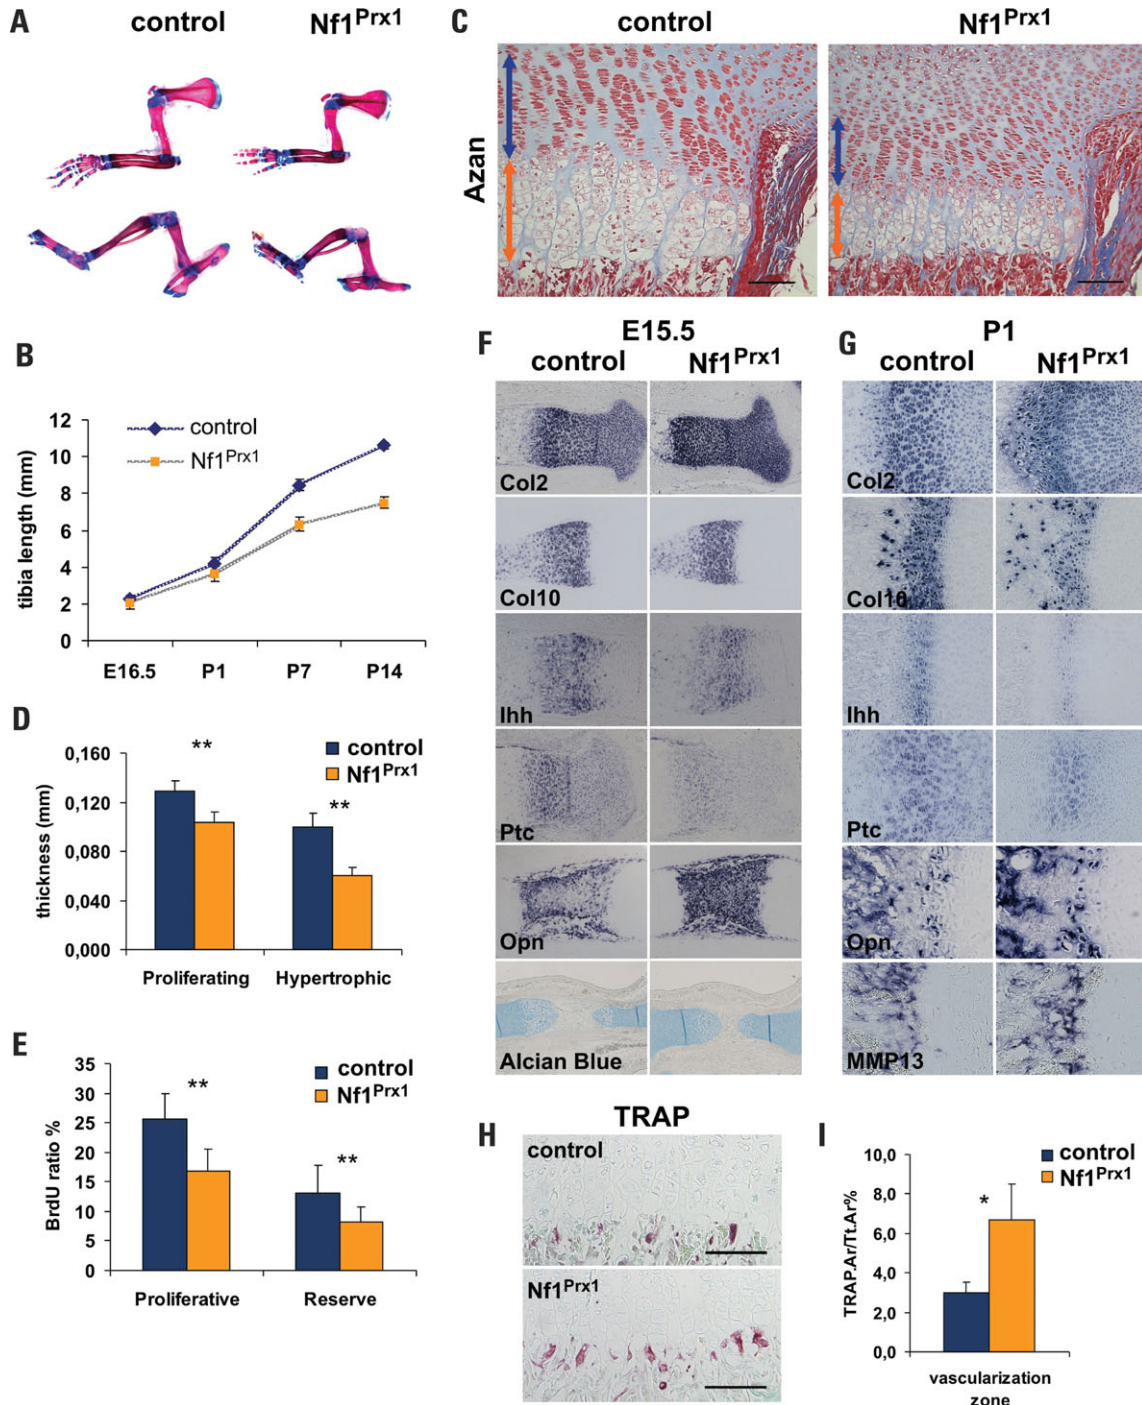 A
control
Nf1Prx1
C
control
Nf1Prx1
Azan
B
12
10
8
6
4
2
0
tibia length (mm)
control
Nf1Prx1
E16.5 P1 P7 P14
D
0,160
0,120
0,080
0,040
0,000
thickness (mm)
**
**
control
Nf1Prx1
Proliferating Hypertrophic
E
35
30
25
20
15
10
5
0
BrdU ratio %
**
**
control
Nf1Prx1
Proliferative Reserve
F
E15.5
control Nf1Prx1
Col2
Col10
Ihh
Ptc
Opn
Alcian Blue
G
P1
control Nf1Prx1
Col2
Col10
Ihh
Ptc
Opn
MMP13
H
TRAP
control
Nf1Prx1
I
control
Nf1Prx1
10,0
8,0
6,0
4,0
2,0
0,0
TRAP.Ar/Tt.Ar%
*
vascularization
zone